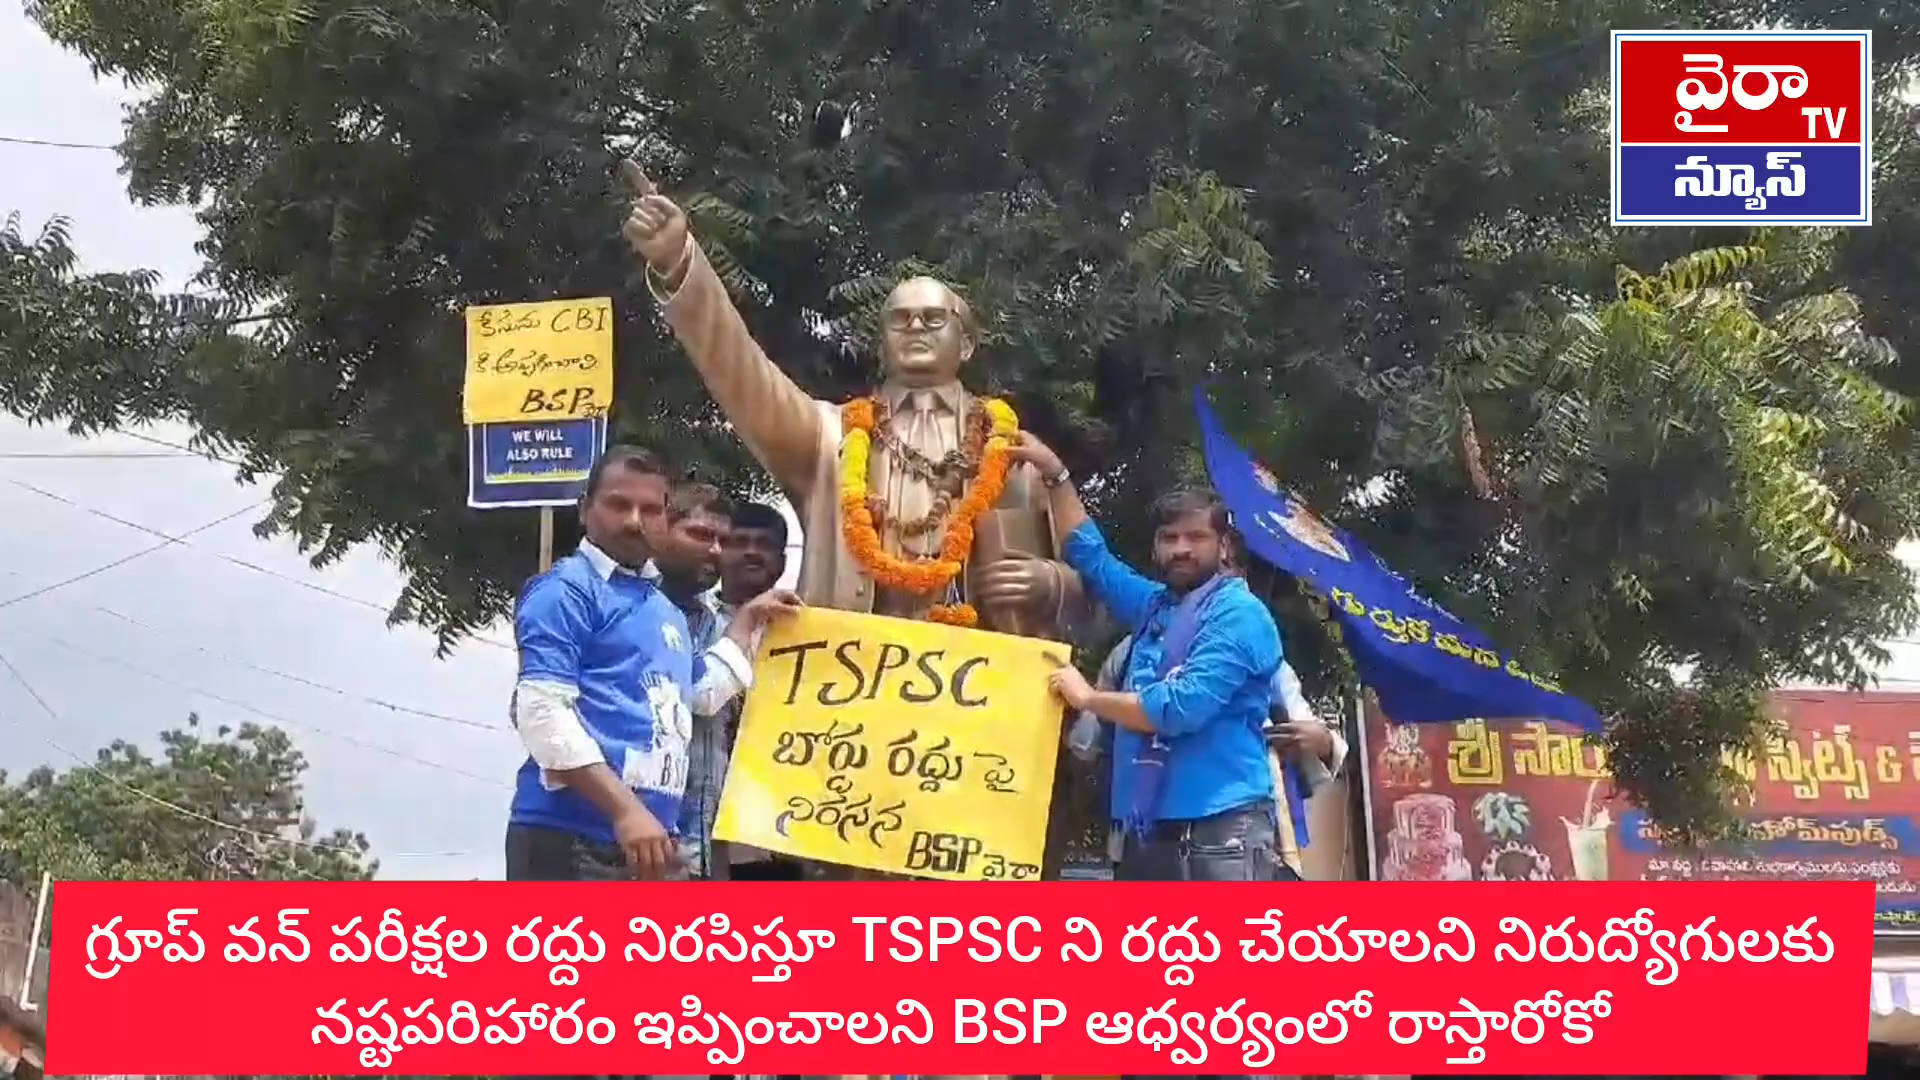 వైరా
TV
న్యూస్
కేసును CBI
కి అప్పగించాలి
BSP వైరా
WE WILL
ALSO RULE
TSPSC
బోర్డు రద్దు పై
నిరసన BSP వైరా
శ్రీ సాయి స్వీట్స్ &
గ్రూప్ వన్ పరీక్షల రద్దు నిరసిస్తూ TSPSC ని రద్దు చేయాలని నిరుద్యోగులకు
నష్టపరిహారం ఇప్పించాలని BSP ఆధ్వర్యంలో రాస్తారోకో